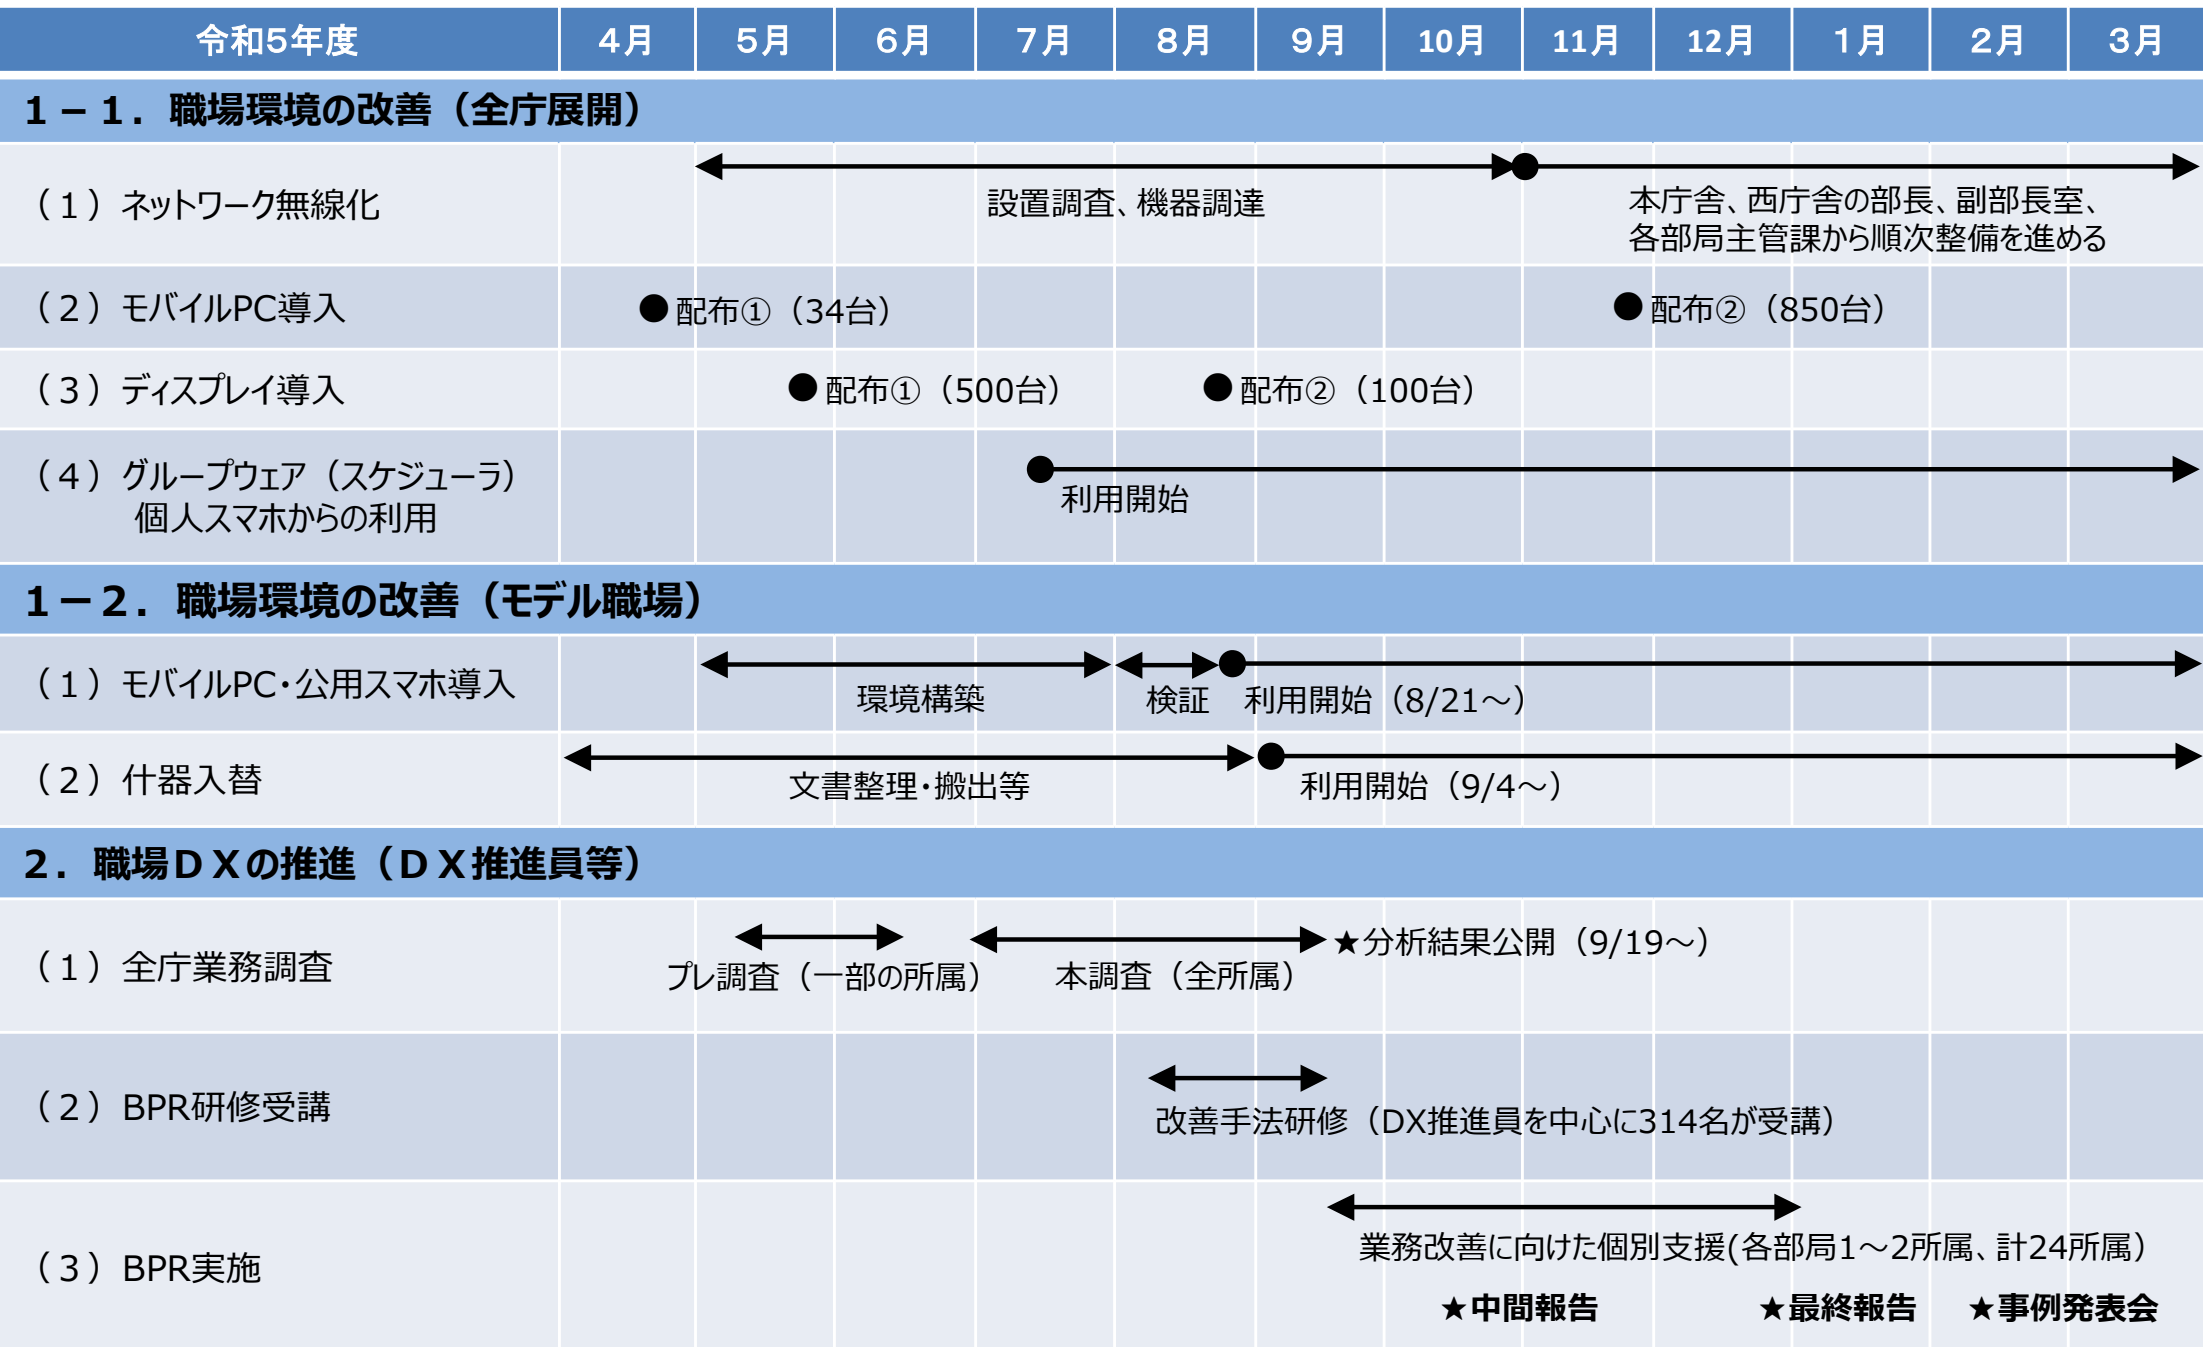 令和5年度 4月 5月 6月 7月 8月 9月 10月 11月 12月 1月 2月 3月
1－1．職場環境の改善（全庁展開）
（1）ネットワーク無線化
設置調査、機器調達
本庁舎、西庁舎の部長、副部長室、
各部局主管課から順次整備を進める
（2）モバイルPC導入
●配布①（34台）
●配布②（850台）
（3）ディスプレイ導入
●配布①（500台）
●配布②（100台）
（4）グループウェア（スケジューラ）
個人スマホからの利用
利用開始
1－2．職場環境の改善（モデル職場）
（1）モバイルPC・公用スマホ導入
環境構築
検証
利用開始（8/21～）
（2）什器入替
文書整理・搬出等
利用開始（9/4～）
2．職場ＤＸの推進（ＤＸ推進員等）
（1）全庁業務調査
プレ調査（一部の所属）
本調査（全所属）
★分析結果公開（9/19～）
（2）BPR研修受講
改善手法研修（DX推進員を中心に314名が受講）
（3）BPR実施
業務改善に向けた個別支援(各部局1～2所属、計24所属）
★中間報告
★最終報告
★事例発表会